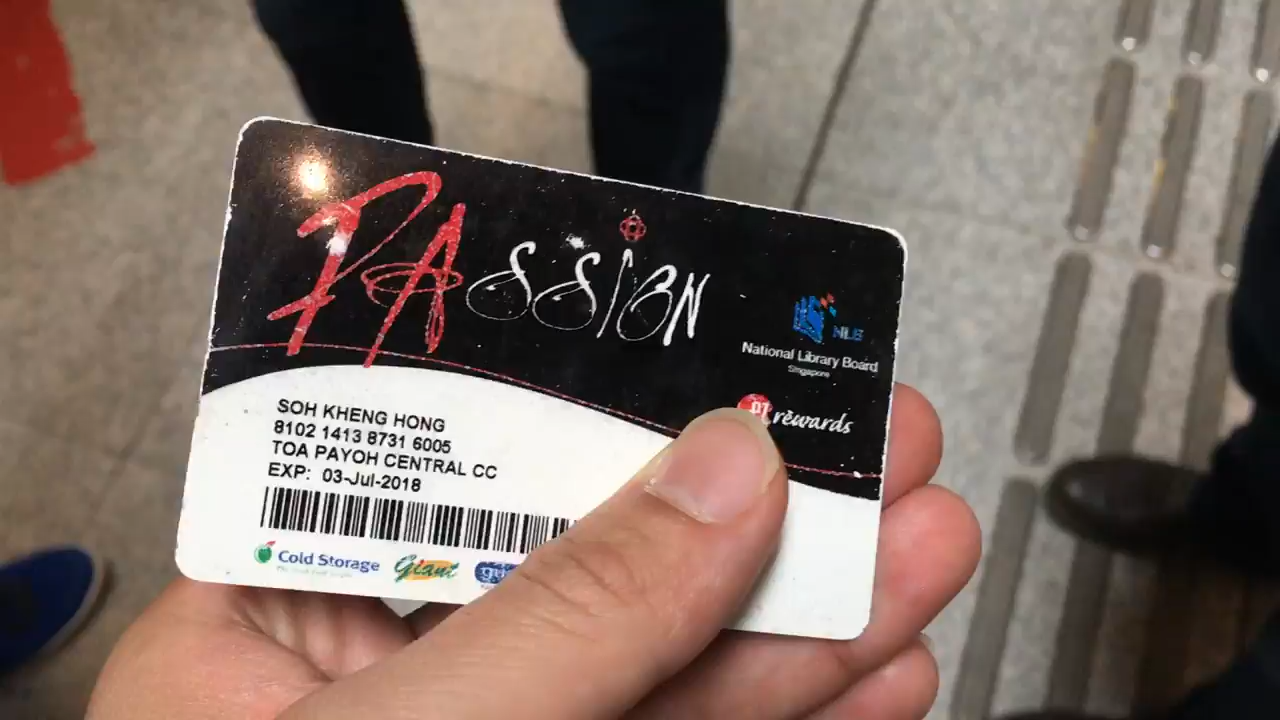 PAssion
NLB
National Library Board
Singapore
rewards
SOH KHENG HONG
8102 1413 8731 6005
TOA PAYOH CENTRAL CC
EXP: 03-Jul-2018
Cold Storage
Giant